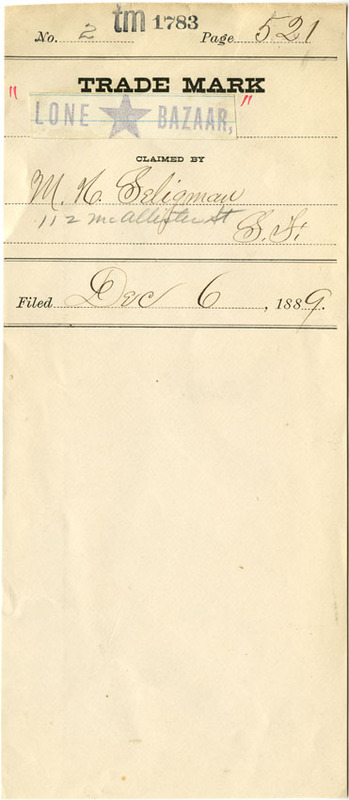 No. 2 tm 1783 Page 521
TRADE MARK
"LONE ★ BAZAAR,"
CLAIMED BY
M. H. Seligman
112 McAllister St S. F.
Filed Dec 6, 1889.